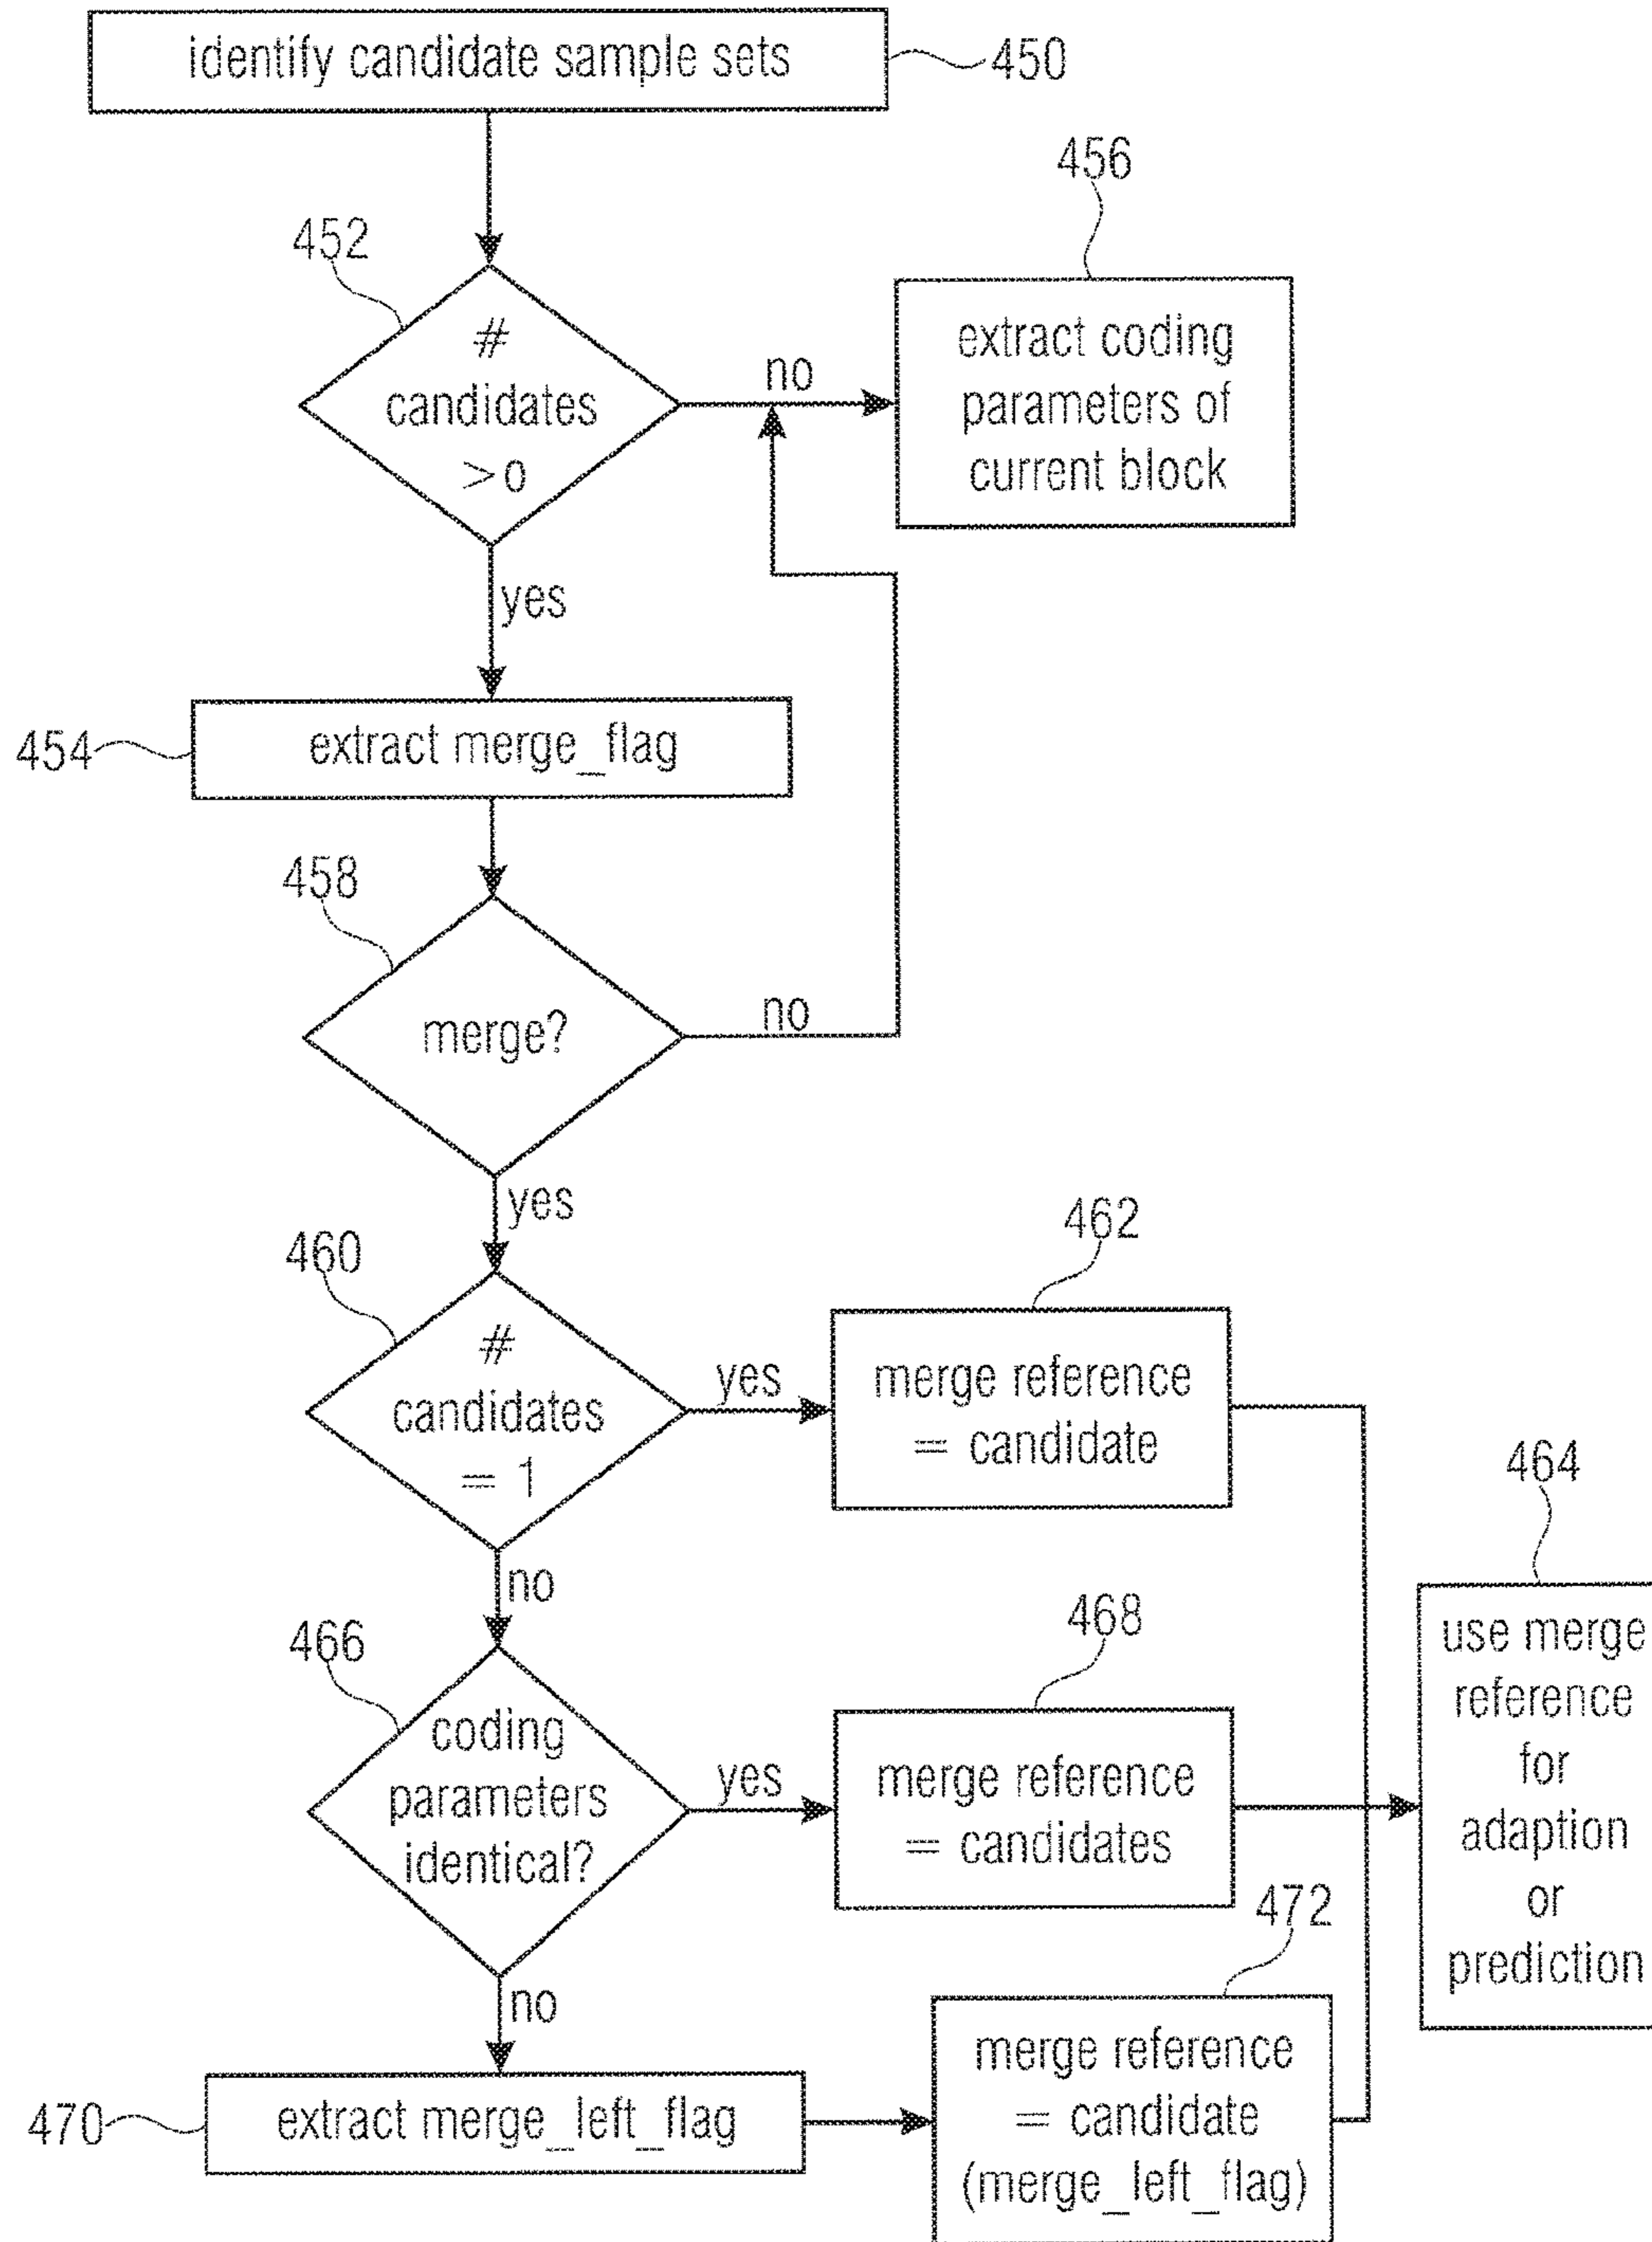 identify candidate sample sets
450
456
452
#
candidates
>0
no
extract coding
parameters of
current block
yes
454
extract merge_flag
458
merge?
no
yes
460
#
candidates
= 1
yes
462
merge reference
= candidate
464
use merge
reference
for
adaption
or
prediction
no
466
coding
parameters
identical?
yes
468
merge reference
= candidates
472
no
470
extract merge_left_flag
merge reference
= candidate
(merge_left_flag)